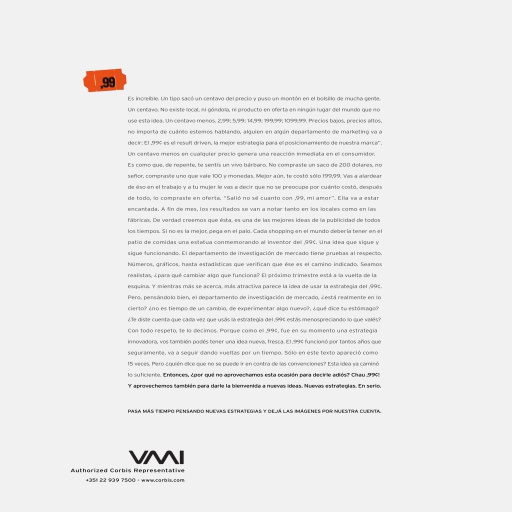 ,99
Es increíble. Un tipo sacó un centavo del precio y puso un montón en el bolsillo de mucho gente.
Un centavo. No existe local, ni góndola, ni producto en oferta en ningún lugar del mundo que no
use esta idea. Un centavo menos. 2,99; 5,99; 14,99; 199,99; 1099,99. Precios bajos, precios altos,
no importa de cuánto estemos hablando, alguien en algún departamento de marketing va a
decir: El ,99¢ es el result driven, la mejor estrategia para el posicionamiento de nuestra marca".
Un centavo menos en cualquier precio genera una reacción inmediata en el consumidor.
Es como que, de repente, te sentís un vivo bárbaro. No compraste un saco de 200 dolares, no
señor, compraste uno que vale 100 y monedas. Mejor aún, te costó sólo 199,99. Vas a alardear
de éso en el trabajo y a tu mujer le vas a decir que no se preocupe por cuánto costó, después
de todo, lo compraste en oferta. "Salió no sé cuanto con ,99, mi amor". Ella va a estar
encantada. A fin de mes, los resultados se van a notar tanto en los locales como en las
fábricas. De verdad creemos que ésta, es una de las mejores ideas de la publicidad de todos
los tiempos. Si no es la mejor, pega en el palo. Cada shopping en el mundo debería tener en el
patio de comidas una estatua conmemorando al inventor del ,99¢. Una idea que sigue y
sigue funcionando. El departamento de investigación de mercado tiene pruebas al respecto.
Números, gráficos, hasta estadísticas que verifican que ése es el camino indicado. Seamos
realistas, ¿para qué cambiar algo que funciona? El próximo trimestre está a la vuelta de la
esquina. Y mientras más se acerca, más atractiva parece la idea de usar la estrategia del ,99¢.
Pero, pensándolo bien, el departamento de investigación de mercado, ¿está realmente en lo
cierto? ¿no es tiempo de un cambio, de experimentar algo nuevo?, ¿qué dice tu estómago?
¿Te diste cuenta que cada vez que usás la estrategia del ,99¢ estás menospreciando lo que valés?
Con todo respeto, te lo decimos. Porque como el ,99¢, fue en su momento una estrategia
innovadora, vos también podés tener una idea nueva, fresca. El ,99¢ funcionó por tantos años que
seguramente, va a seguir dando vueltas por un tiempo. Sólo en este texto apareció como
15 veces. Pero ¿quién dice que no se puede ir en contra de las convenciones? Esta idea ya caminó
lo suficiente. Entonces, ¿por qué no aprovechamos esta ocasión para decirle adiós? Chau ,99¢!
Y aprovechemos también para darle la bienvenida a nuevas ideas. Nuevas estrategias. En serio.
PASA MÁS TIEMPO PENSANDO NUEVAS ESTRATEGIAS Y DEJÁ LAS IMÁGENES POR NUESTRA CUENTA.
VMI
Authorized Corbis Representative
+351 22 939 7500 - www.corbis.com